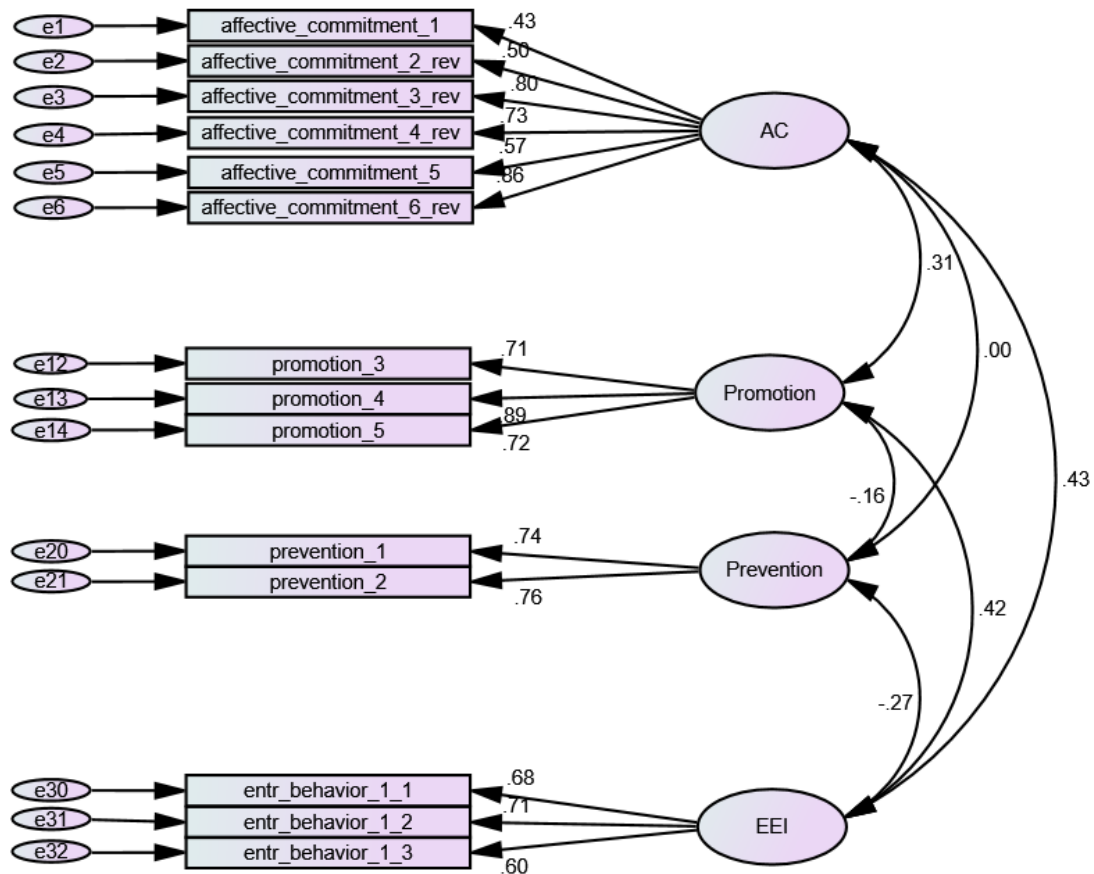 e1 affective_commitment_1 .43
e2 affective_commitment_2_rev .50
e3 affective_commitment_3_rev .80
e4 affective_commitment_4_rev .73
e5 affective_commitment_5 .57
e6 affective_commitment_6_rev .86
AC
.31
.00
.43
e12 promotion_3 .71
e13 promotion_4 .89
e14 promotion_5 .72
Promotion
-.16
.42
e20 prevention_1 .74
e21 prevention_2 .76
Prevention
-.27
e30 entr_behavior_1_1 .68
e31 entr_behavior_1_2 .71
e32 entr_behavior_1_3 .60
EEI